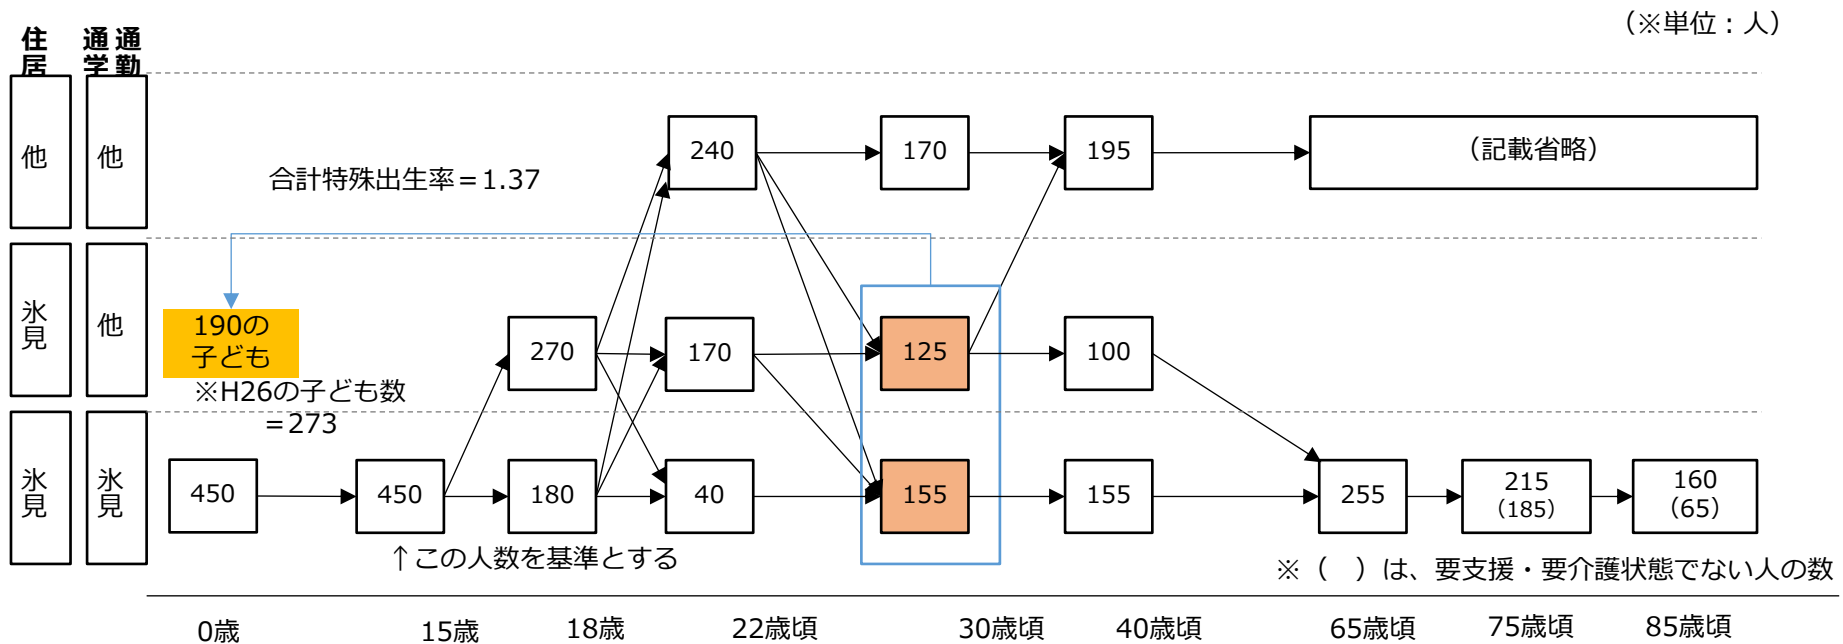 （※単位：人）
住居
通学
通勤
他
他
240
170
195
（記載省略）
合計特殊出生率＝1.37
氷見
他
190の
子ども
270
170
125
100
※H26の子ども数
＝273
氷見
氷見
450
450
180
40
155
155
255
215
（185）
160
（65）
↑この人数を基準とする
※（　）は、要支援・要介護状態でない人の数
0歳
15歳
18歳
22歳頃
30歳頃
40歳頃
65歳頃
75歳頃
85歳頃